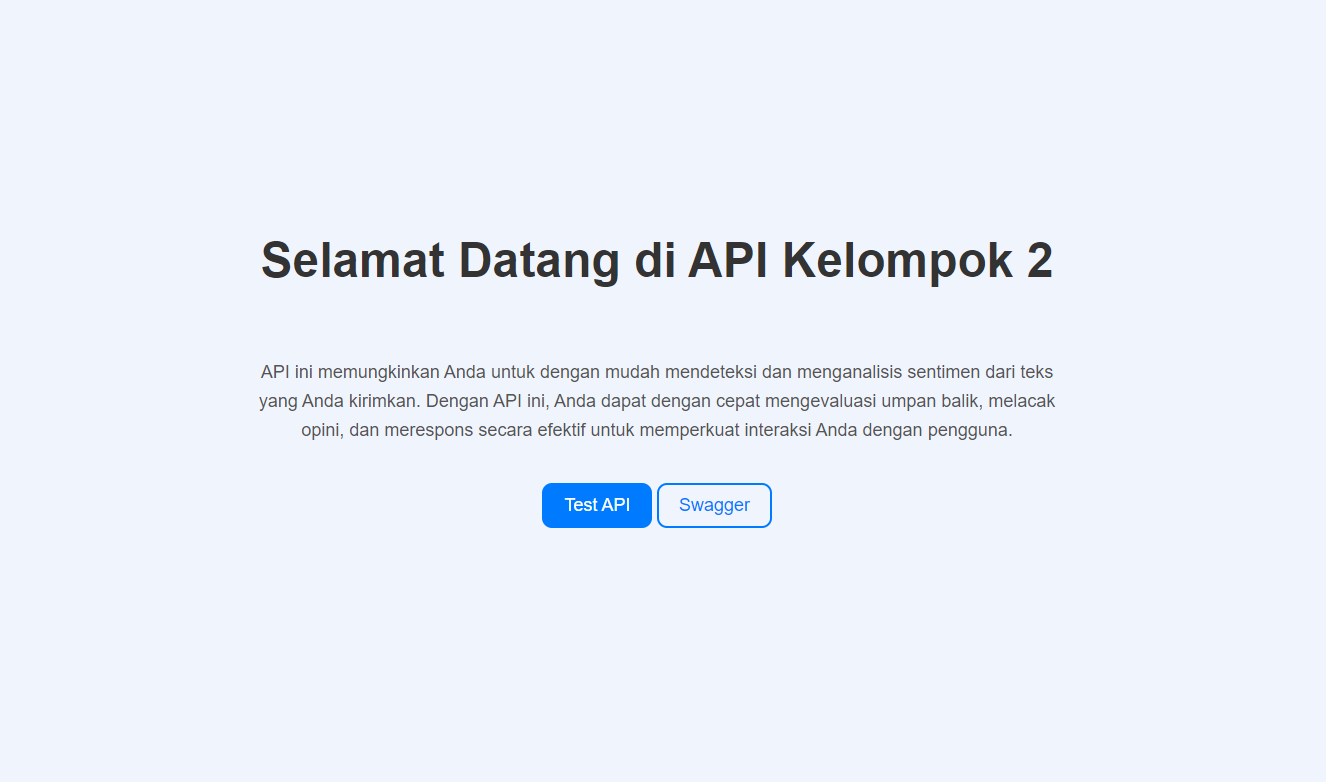 Selamat Datang di API Kelompok 2
API ini memungkinkan Anda untuk dengan mudah mendeteksi dan menganalisis sentimen dari teks
yang Anda kirimkan. Dengan API ini, Anda dapat dengan cepat mengevaluasi umpan balik, melacak
opini, dan merespons secara efektif untuk memperkuat interaksi Anda dengan pengguna.
Test API Swagger